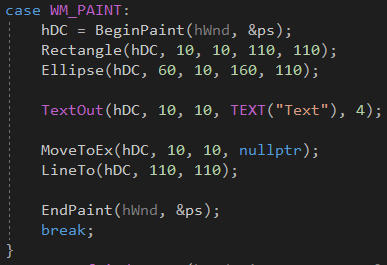 case WM_PAINT:
hDC = BeginPaint(hWnd, &ps);
Rectangle(hDC, 10, 10, 110, 110);
Ellipse(hDC, 60, 10, 160, 110);
TextOut(hDC, 10, 10, TEXT("Text"), 4);
MoveToEx(hDC, 10, 10, nullptr);
LineTo(hDC, 110, 110);
EndPaint(hWnd, &ps);
break;
}